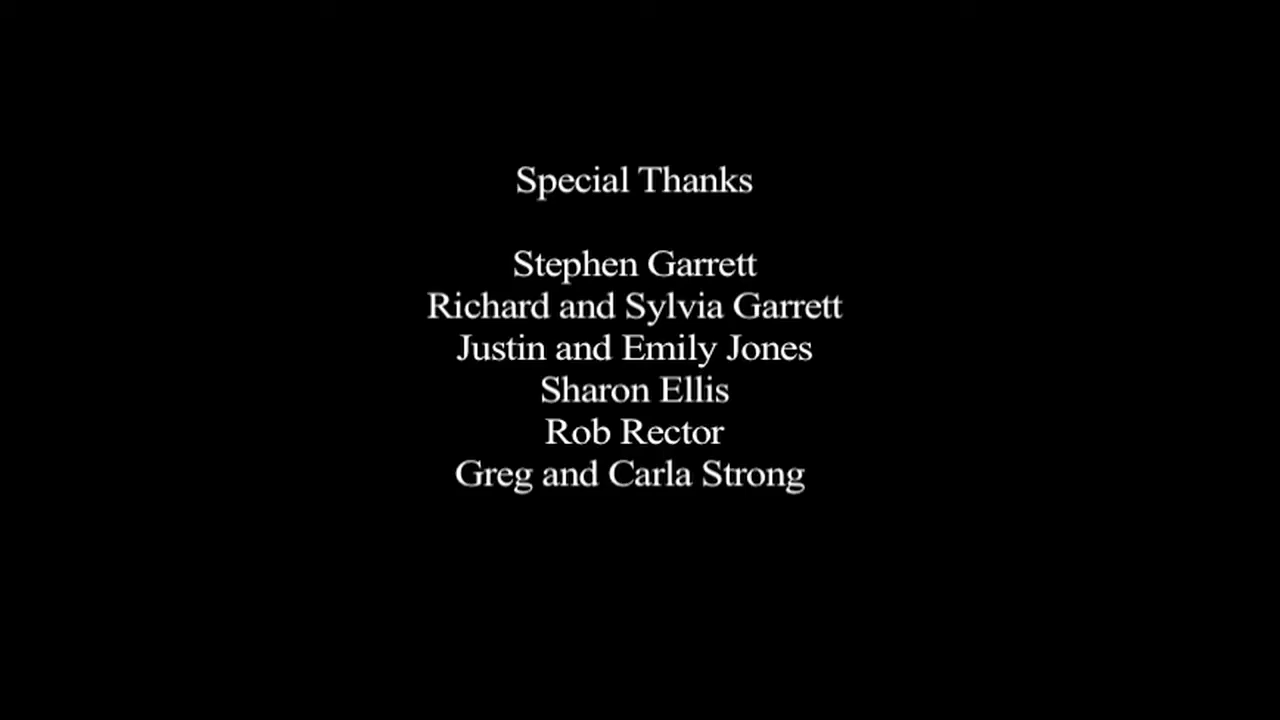 Special Thanks
Stephen Garrett
Richard and Sylvia Garrett
Justin and Emily Jones
Sharon Ellis
Rob Rector
Greg and Carla Strong